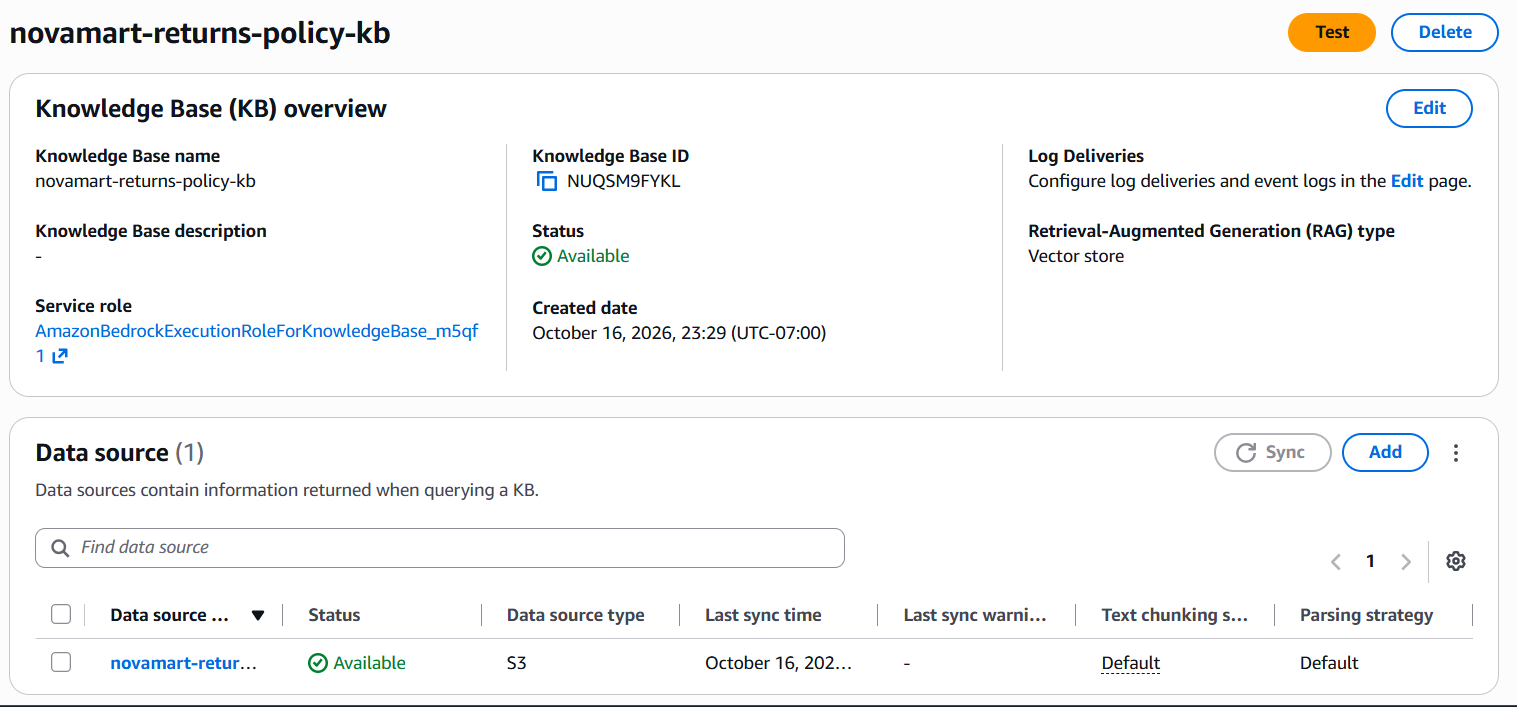 novamart-returns-policy-kb
Test
Delete
Knowledge Base (KB) overview
Edit
Knowledge Base name
novamart-returns-policy-kb
Knowledge Base description
-
Service role
AmazonBedrockExecutionRoleForKnowledgeBase_m5qf
1
Knowledge Base ID
NUQSM9FYKL
Status
Available
Created date
October 16, 2026, 23:29 (UTC-07:00)
Log Deliveries
Configure log deliveries and event logs in the Edit page.
Retrieval-Augmented Generation (RAG) type
Vector store
Data source (1)
Sync
Add
Data sources contain information returned when querying a KB.
Find data source
1
Data source ... Status Data source type Last sync time Last sync warni... Text chunking s... Parsing strategy
novamart-retur... Available S3 October 16, 202... - Default Default